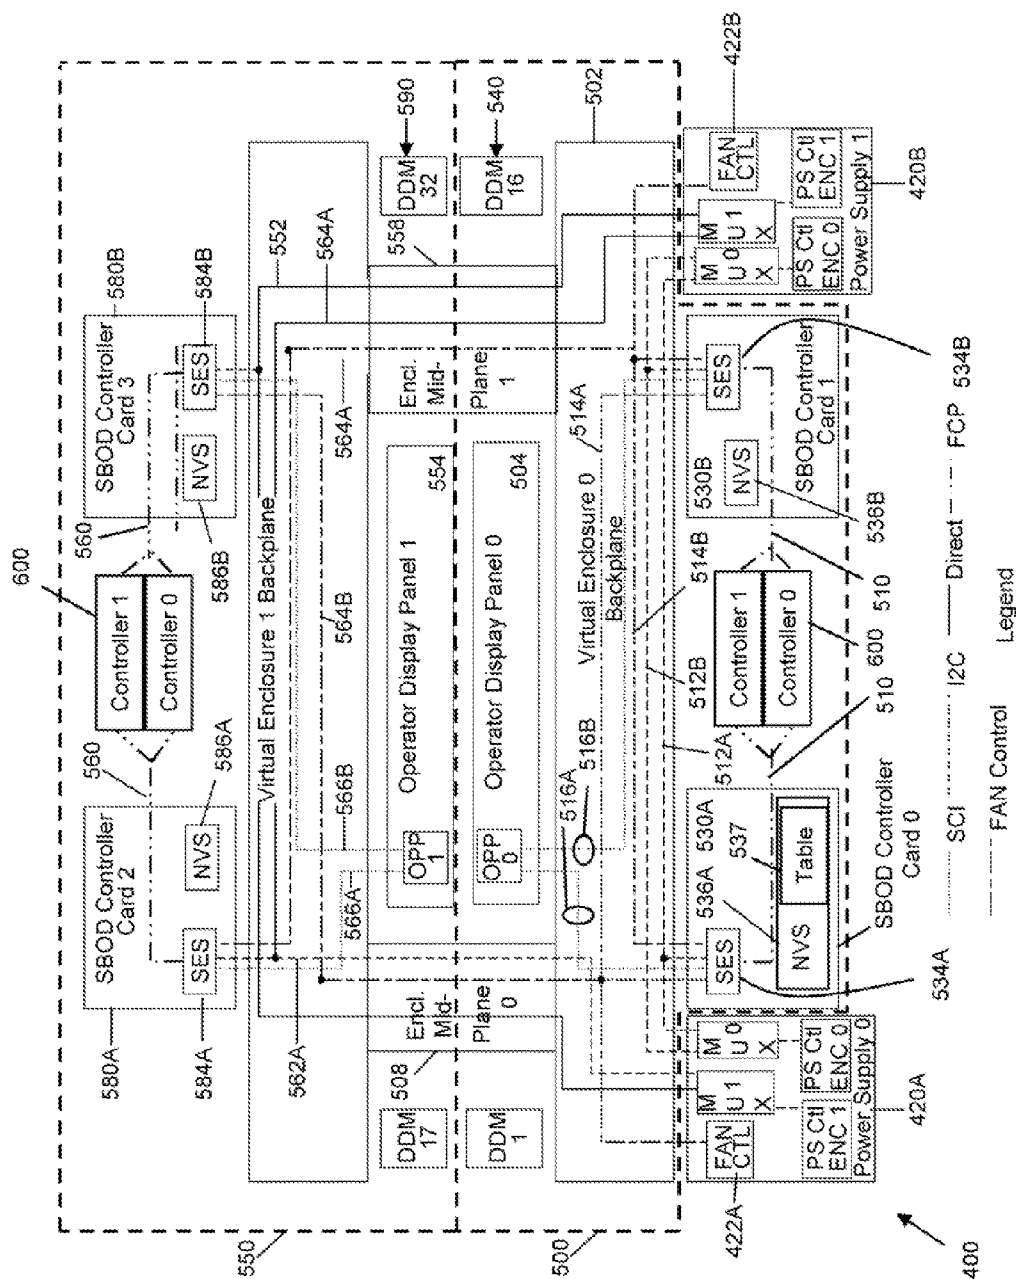 600
580A
SBOD Controller
Card 2
SES
NVS
584A
586A
560
Controller 1
Controller 0
560
580B
SBOD Controller
Card 3
NVS
SES
586B
584B
552
564A
Virtual Enclosure 1 Backplane
562A
566A
566B
564B
564A
DDM
17
508
Encl.
Mid-
Plane
0
OPP
1
Operator Display Panel 1
554
Encl.
Mid-
Plane
1
558
DDM
32
590
550
DDM
1
OPP
0
Operator Display Panel 0
504
DDM
16
540
500
516A
516B
Virtual Enclosure 0
Backplane
514A
514B
502
512A
512B
422A
FAN
CTL
M
U 1
X
M
U 0
X
PS Ctl
ENC 1
PS Ctl
ENC 0
Power Supply 0
420A
534A
SES
536A
530A
537
NVS
Table
SBOD Controller
Card 0
510
Controller 1
Controller 0
600
510
530B
NVS
536B
SES
534B
SBOD Controller
Card 1
M
U 0
X
M
U 1
X
FAN
CTL
422B
PS Ctl
ENC 0
PS Ctl
ENC 1
Power Supply 1
420B
400
SCI
I2C
Direct
FCP
FAN Control
Legend